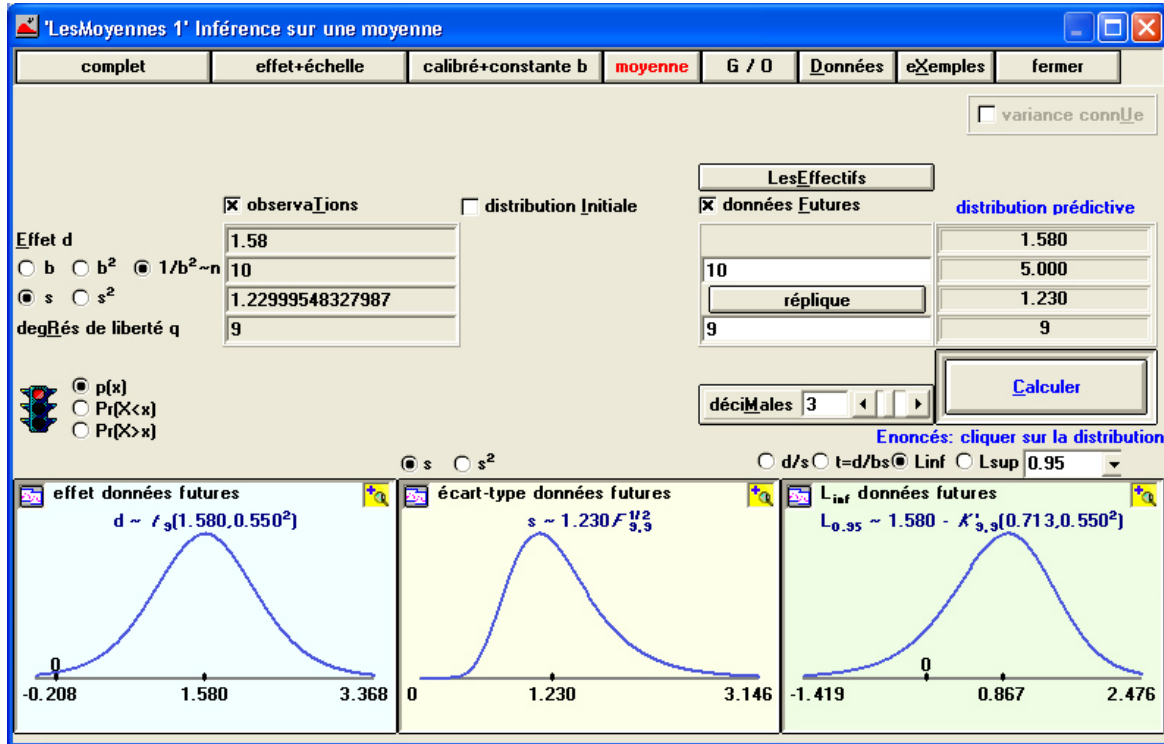 'LesMoyennes 1' Inférence sur une moyenne
complet effet+échelle calibré+constante b moyenne G / O Données eXemples fermer
variance connUe
LesEffectifs
observaTions distribution Initiale données Futures distribution prédictive
Effet d 1.58 1.580
b b² 1/b²~n 10 10 5.000
s s² 1.22999548327987 réplique 1.230
degRés de liberté q 9 9 9
p(x)
Pr(X<x)
Pr(X>x)
déciMales 3
Calculer
Enoncés: cliquer sur la distribution
s s² d/s t=d/bs Linf Lsup 0.95
effet données futures
d ~ t₉(1.580,0.550²)
0
-0.208 1.580 3.368
écart-type données futures
s ~ 1.230F₉,₉^1/2
0 1.230 3.146
Linf données futures
L0.95 ~ 1.580 - K'₉,₉(0.713,0.550²)
0
-1.419 0.867 2.476